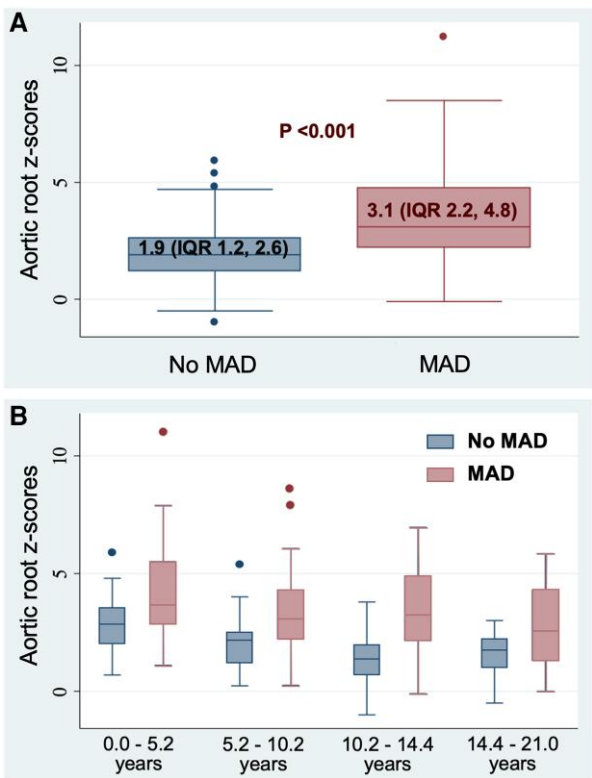 A
Aortic root z-scores
10
5
0
P <0.001
1.9 (IQR 1.2, 2.6)
3.1 (IQR 2.2, 4.8)
No MAD
MAD
B
Aortic root z-scores
10
5
0
No MAD
MAD
0.0 - 5.2
years
5.2 - 10.2
years
10.2 - 14.4
years
14.4 - 21.0
years